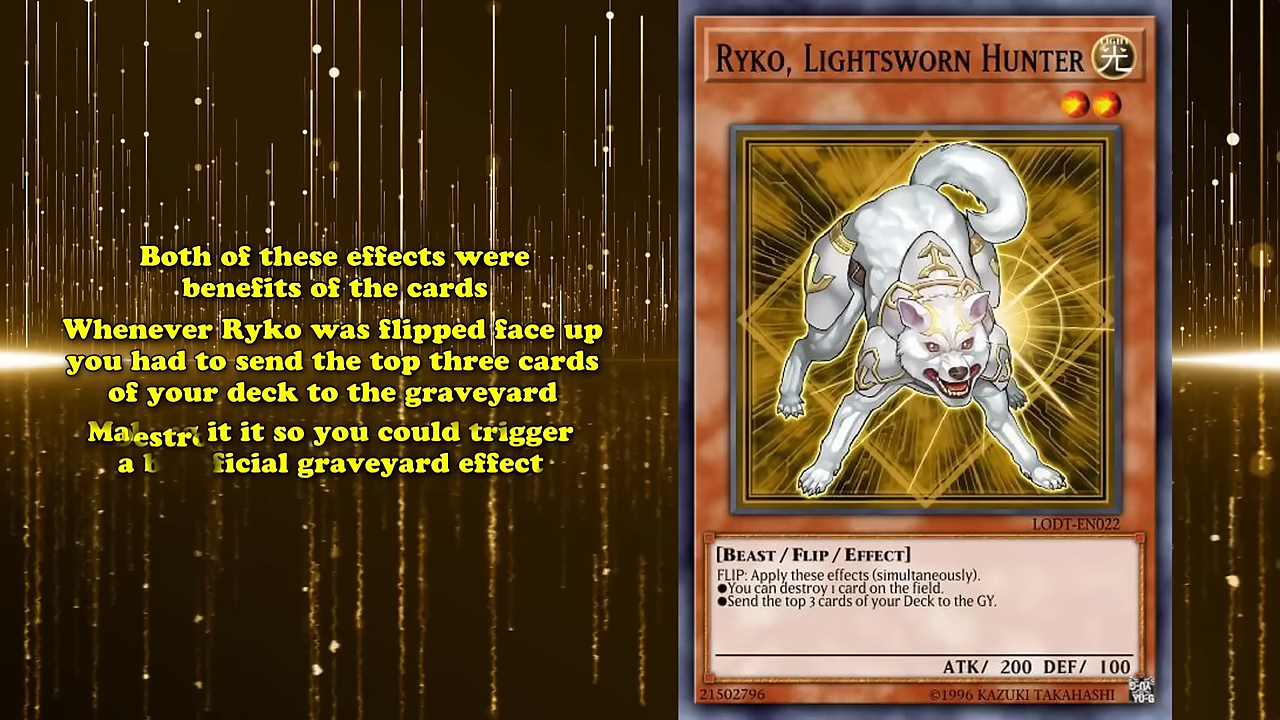 Both of these effects were
benefits of the cards
Whenever Ryko was flipped face up
you had to send the top three cards
of your deck to the graveyard
it it so you could trigger
a graveyard effect
RYKO, LIGHTSWORN HUNTER
LIGHT
光
LODT-EN022
[BEAST / FLIP / EFFECT]
FLIP: Apply these effects (simultaneously).
●You can destroy 1 card on the field.
●Send the top 3 cards of your Deck to the GY.
ATK/ 200 DEF/ 100
21502796
©1996 KAZUKI TAKAHASHI